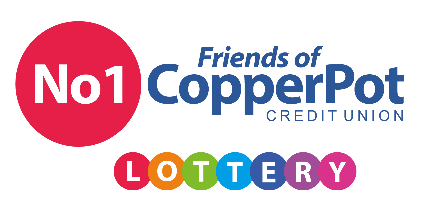 No1
Friends of
CopperPot
CREDIT UNION
LOTTERY